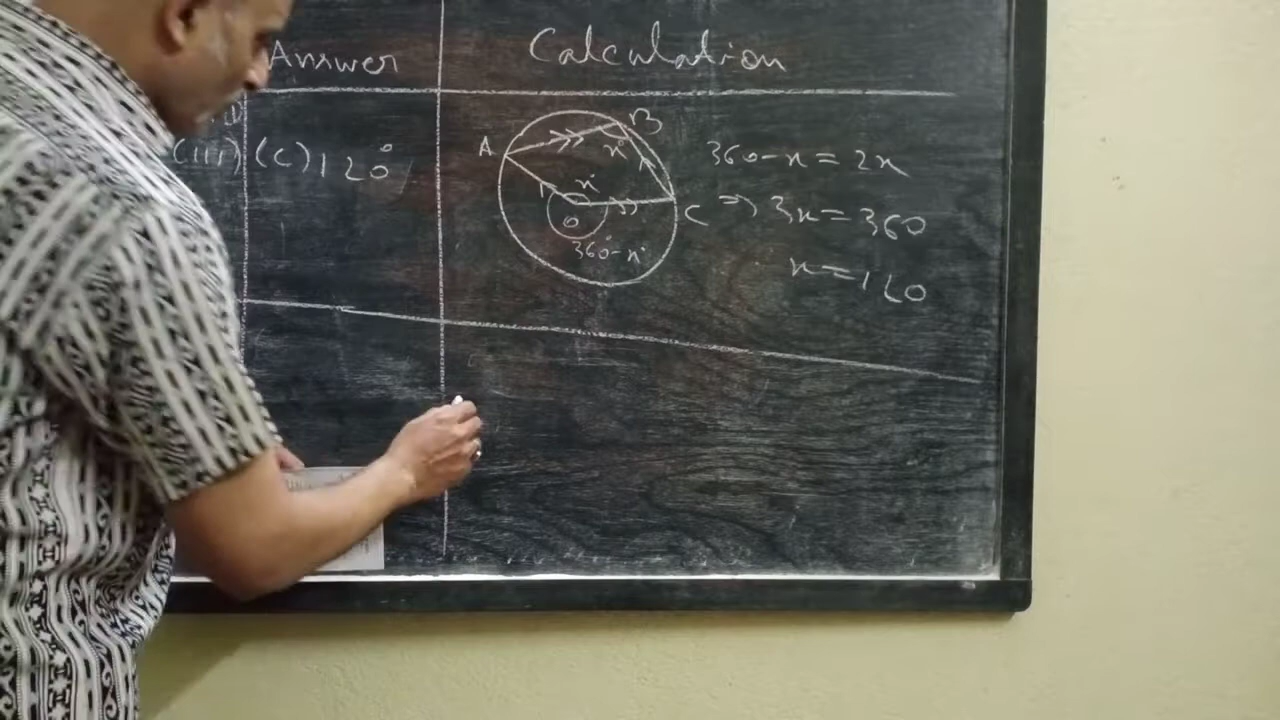 Answer
Calculation
(iii) (c) 120°
A
B
x°
x°
O
C
360°-x°
360-x = 2x
⇒ 3x = 360
x = 120